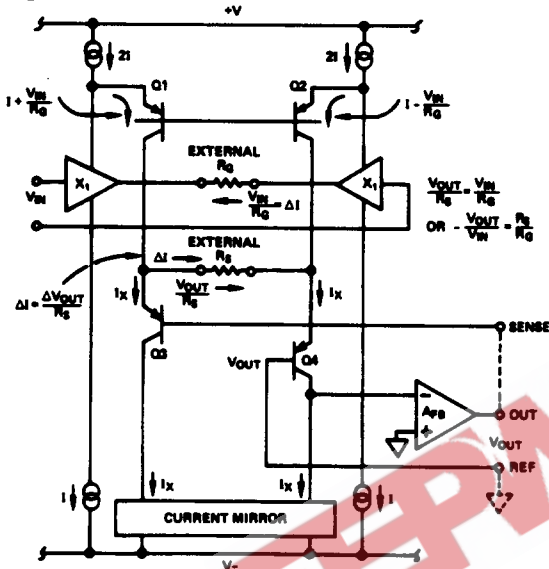 +V
2I
2I
Q1
Q2
I + VIN/RG
I - VIN/RG
EXTERNAL
RG
X1
X1
VIN
VIN/RG = ΔI
VOUT/RS = VIN/RG
OR - VOUT/VIN = RS/RG
EXTERNAL
ΔI
RS
VOUT/RS
ΔI = ΔVOUT/RS
IX
IX
SENSE
Q3
VOUT
Q4
-
AFB
+
OUT
VOUT
REF
I
IX
IX
I
CURRENT MIRROR